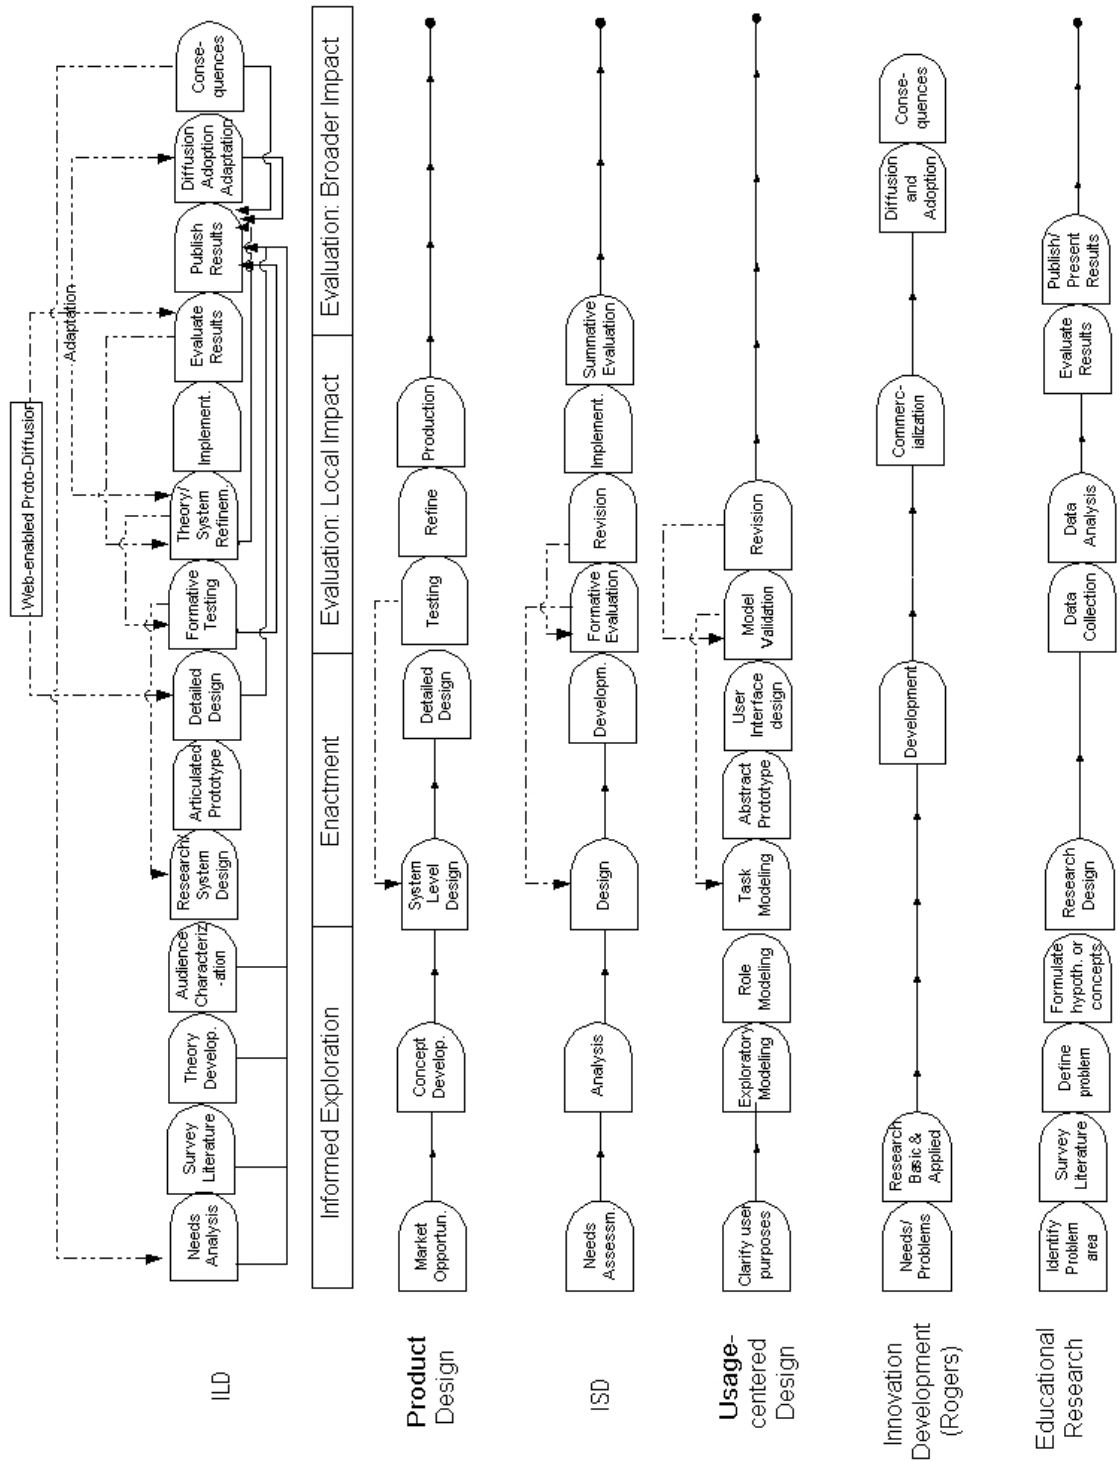 Web-enabled Proto-Diffusion
Adaptation
ILD
Needs
Analysis
Survey
Literature
Theory
Develop.
Audience
Characteriz
-ation
Research/
System
Design
Articulated
Prototype
Detailed
Design
Formative
Testing
Theory/
System
Refinem.
Implement.
Evaluate
Results
Publish
Results
Diffusion
Adoption
Adaptation
Conse-
quences
Informed Exploration
Enactment
Evaluation: Local Impact
Evaluation: Broader Impact
Product
Design
Market
Opportun.
Concept
Develop.
System
Level
Design
Detailed
Design
Testing
Refine
Production
ISD
Needs
Assessm.
Analysis
Design
Developm.
Formative
Evaluation
Revision
Implement.
Summative
Evaluation
Usage-
centered
Design
Clarify user
purposes
Exploratory
Modeling
Role
Modeling
Task
Modeling
Abstract
Prototype
User
Interface
design
Model
Validation
Revision
Innovation
Development
(Rogers)
Needs/
Problems
Research
Basic &
Applied
Development
Commerc-
ialization
Diffusion
and
Adoption
Conse-
quences
Educational
Research
Identify
Problem
area
Survey
Literature
Define
problem
Formulate
hypoth. or
concepts
Research
Design
Data
Collection
Data
Analysis
Evaluate
Results
Publish/
Present
Results